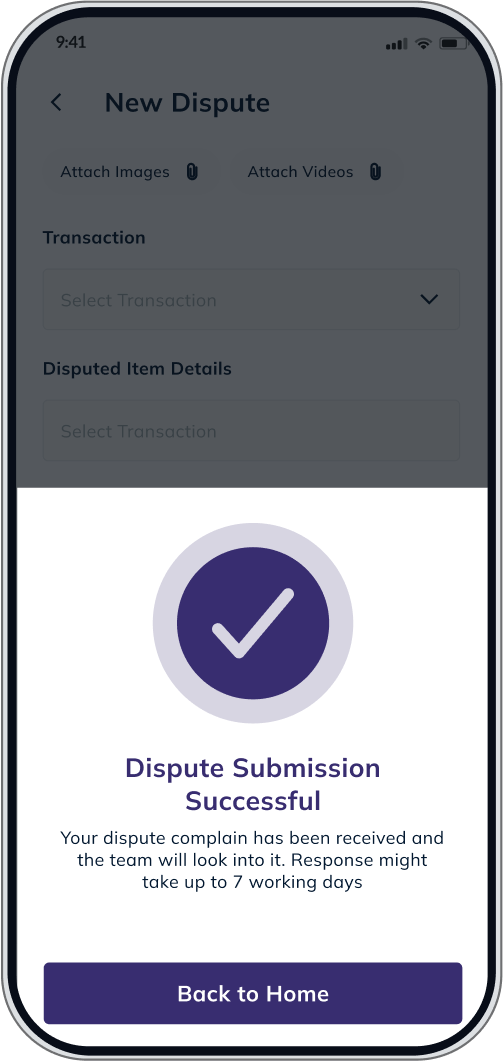 9:41
New Dispute
Attach Images
Attach Videos
Transaction
Select Transaction
Disputed Item Details
Select Transaction
Dispute Submission
Successful
Your dispute complain has been received and
the team will look into it. Response might
take up to 7 working days
Back to Home